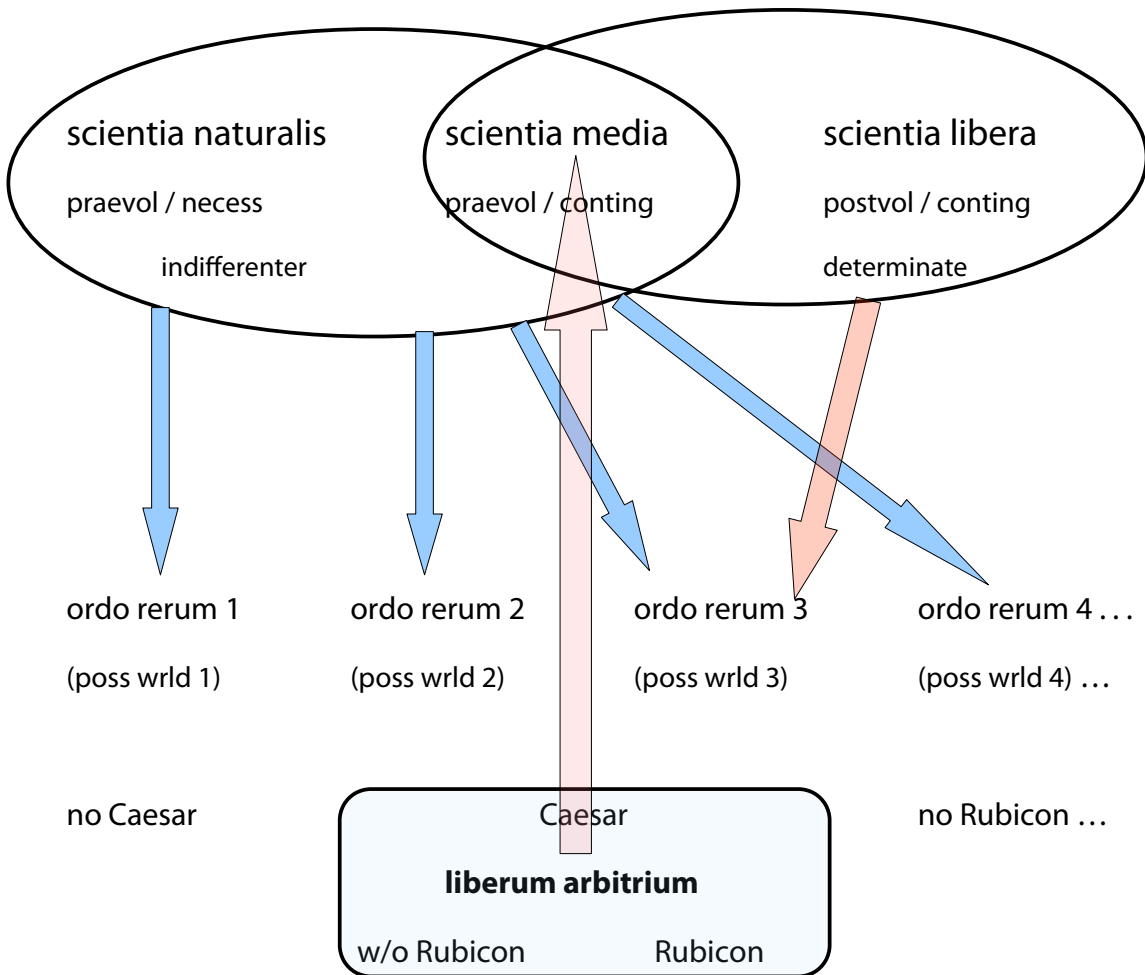 scientia naturalis scientia media scientia libera
praevol / necess praevol / conting postvol / conting
indifferenter determinate
ordo rerum 1 ordo rerum 2 ordo rerum 3 ordo rerum 4 …
(poss wrld 1) (poss wrld 2) (poss wrld 3) (poss wrld 4) …
no Caesar Caesar no Rubicon …
liberum arbitrium
w/o Rubicon Rubicon